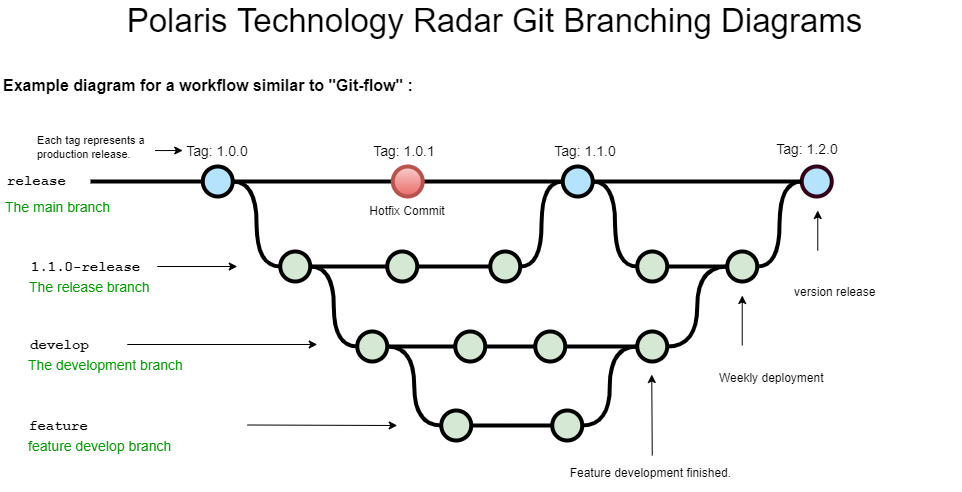 Polaris Technology Radar Git Branching Diagrams
Example diagram for a workflow similar to "Git-flow" :
Each tag represents a
production release.
Tag: 1.0.0
Tag: 1.0.1
Tag: 1.1.0
Tag: 1.2.0
release
The main branch
Hotfix Commit
1.1.0-release
The release branch
version release
develop
The development branch
Weekly deployment
feature
feature develop branch
Feature development finished.